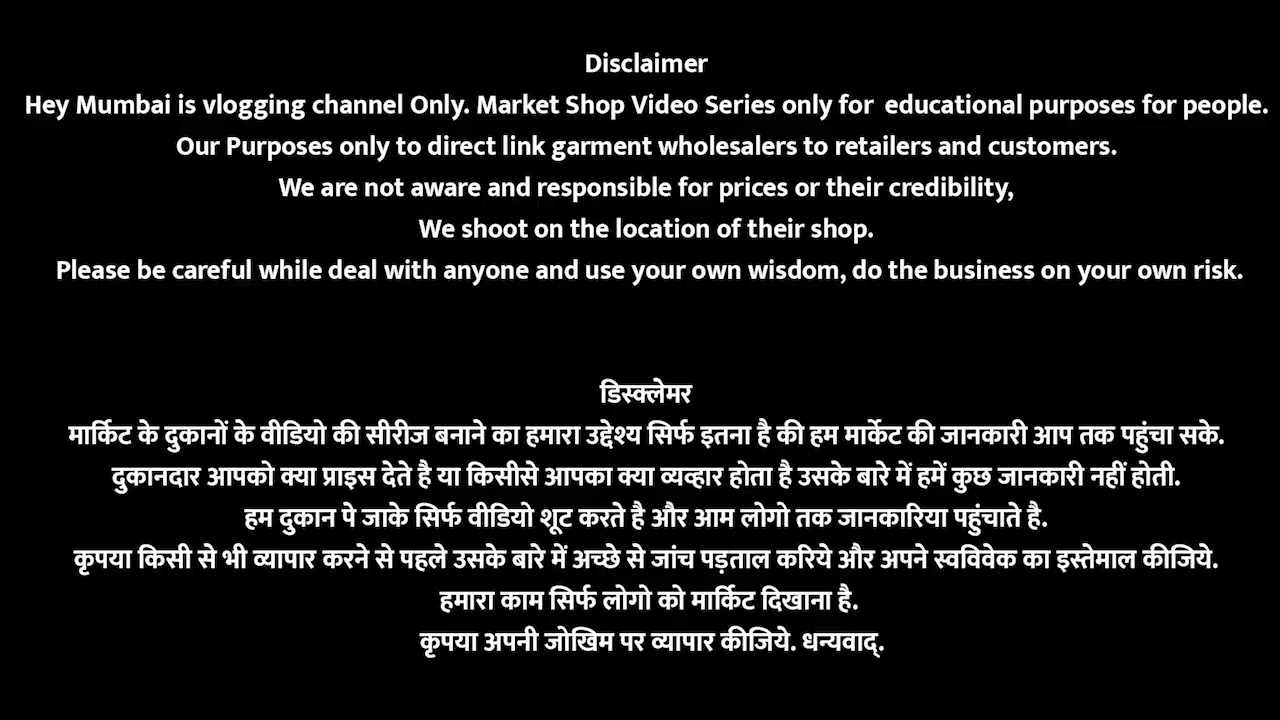 Disclaimer
Hey Mumbai is vlogging channel Only. Market Shop Video Series only for educational purposes for people.
Our Purposes only to direct link garment wholesalers to retailers and customers.
We are not aware and responsible for prices or their credibility,
We shoot on the location of their shop.
Please be careful while deal with anyone and use your own wisdom, do the business on your own risk.
डिस्क्लेमर
मार्किट के दुकानों के वीडियो की सीरीज बनाने का हमारा उद्देश्य सिर्फ इतना है की हम मार्केट की जानकारी आप तक पहुंचा सके.
दुकानदार आपको क्या प्राइस देते है या किसीसे आपका क्या व्यव्हार होता है उसके बारे में हमें कुछ जानकारी नहीं होती.
हम दुकान पे जाके सिर्फ वीडियो शूट करते है और आम लोगो तक जानकारिया पहुंचाते है.
कृपया किसी से भी व्यापार करने से पहले उसके बारे में अच्छे से जांच पड़ताल करिये और अपने स्वविवेक का इस्तेमाल कीजिये.
हमारा काम सिर्फ लोगो को मार्किट दिखाना है.
कृपया अपनी जोखिम पर व्यापार कीजिये. धन्यवाद्.